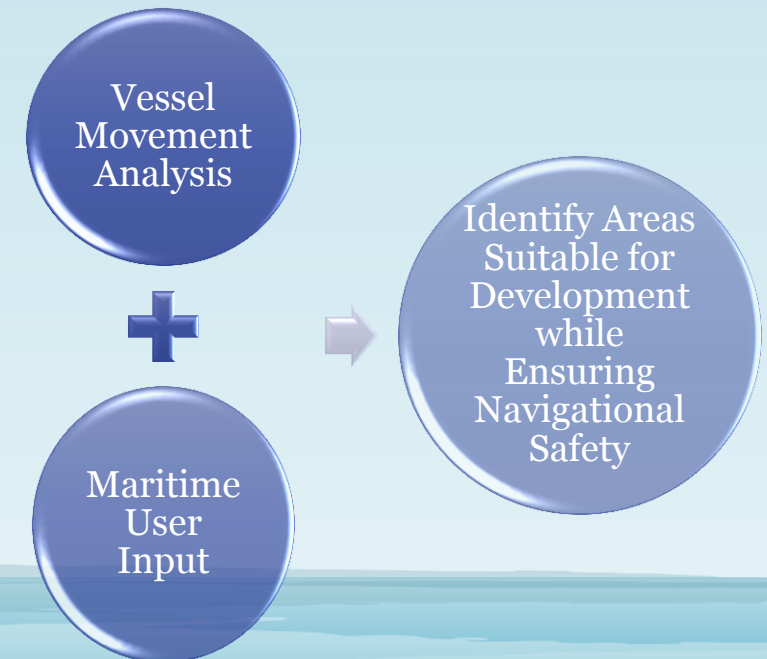 Vessel
Movement
Analysis
Maritime
User
Input
Identify Areas
Suitable for
Development
while
Ensuring
Navigational
Safety